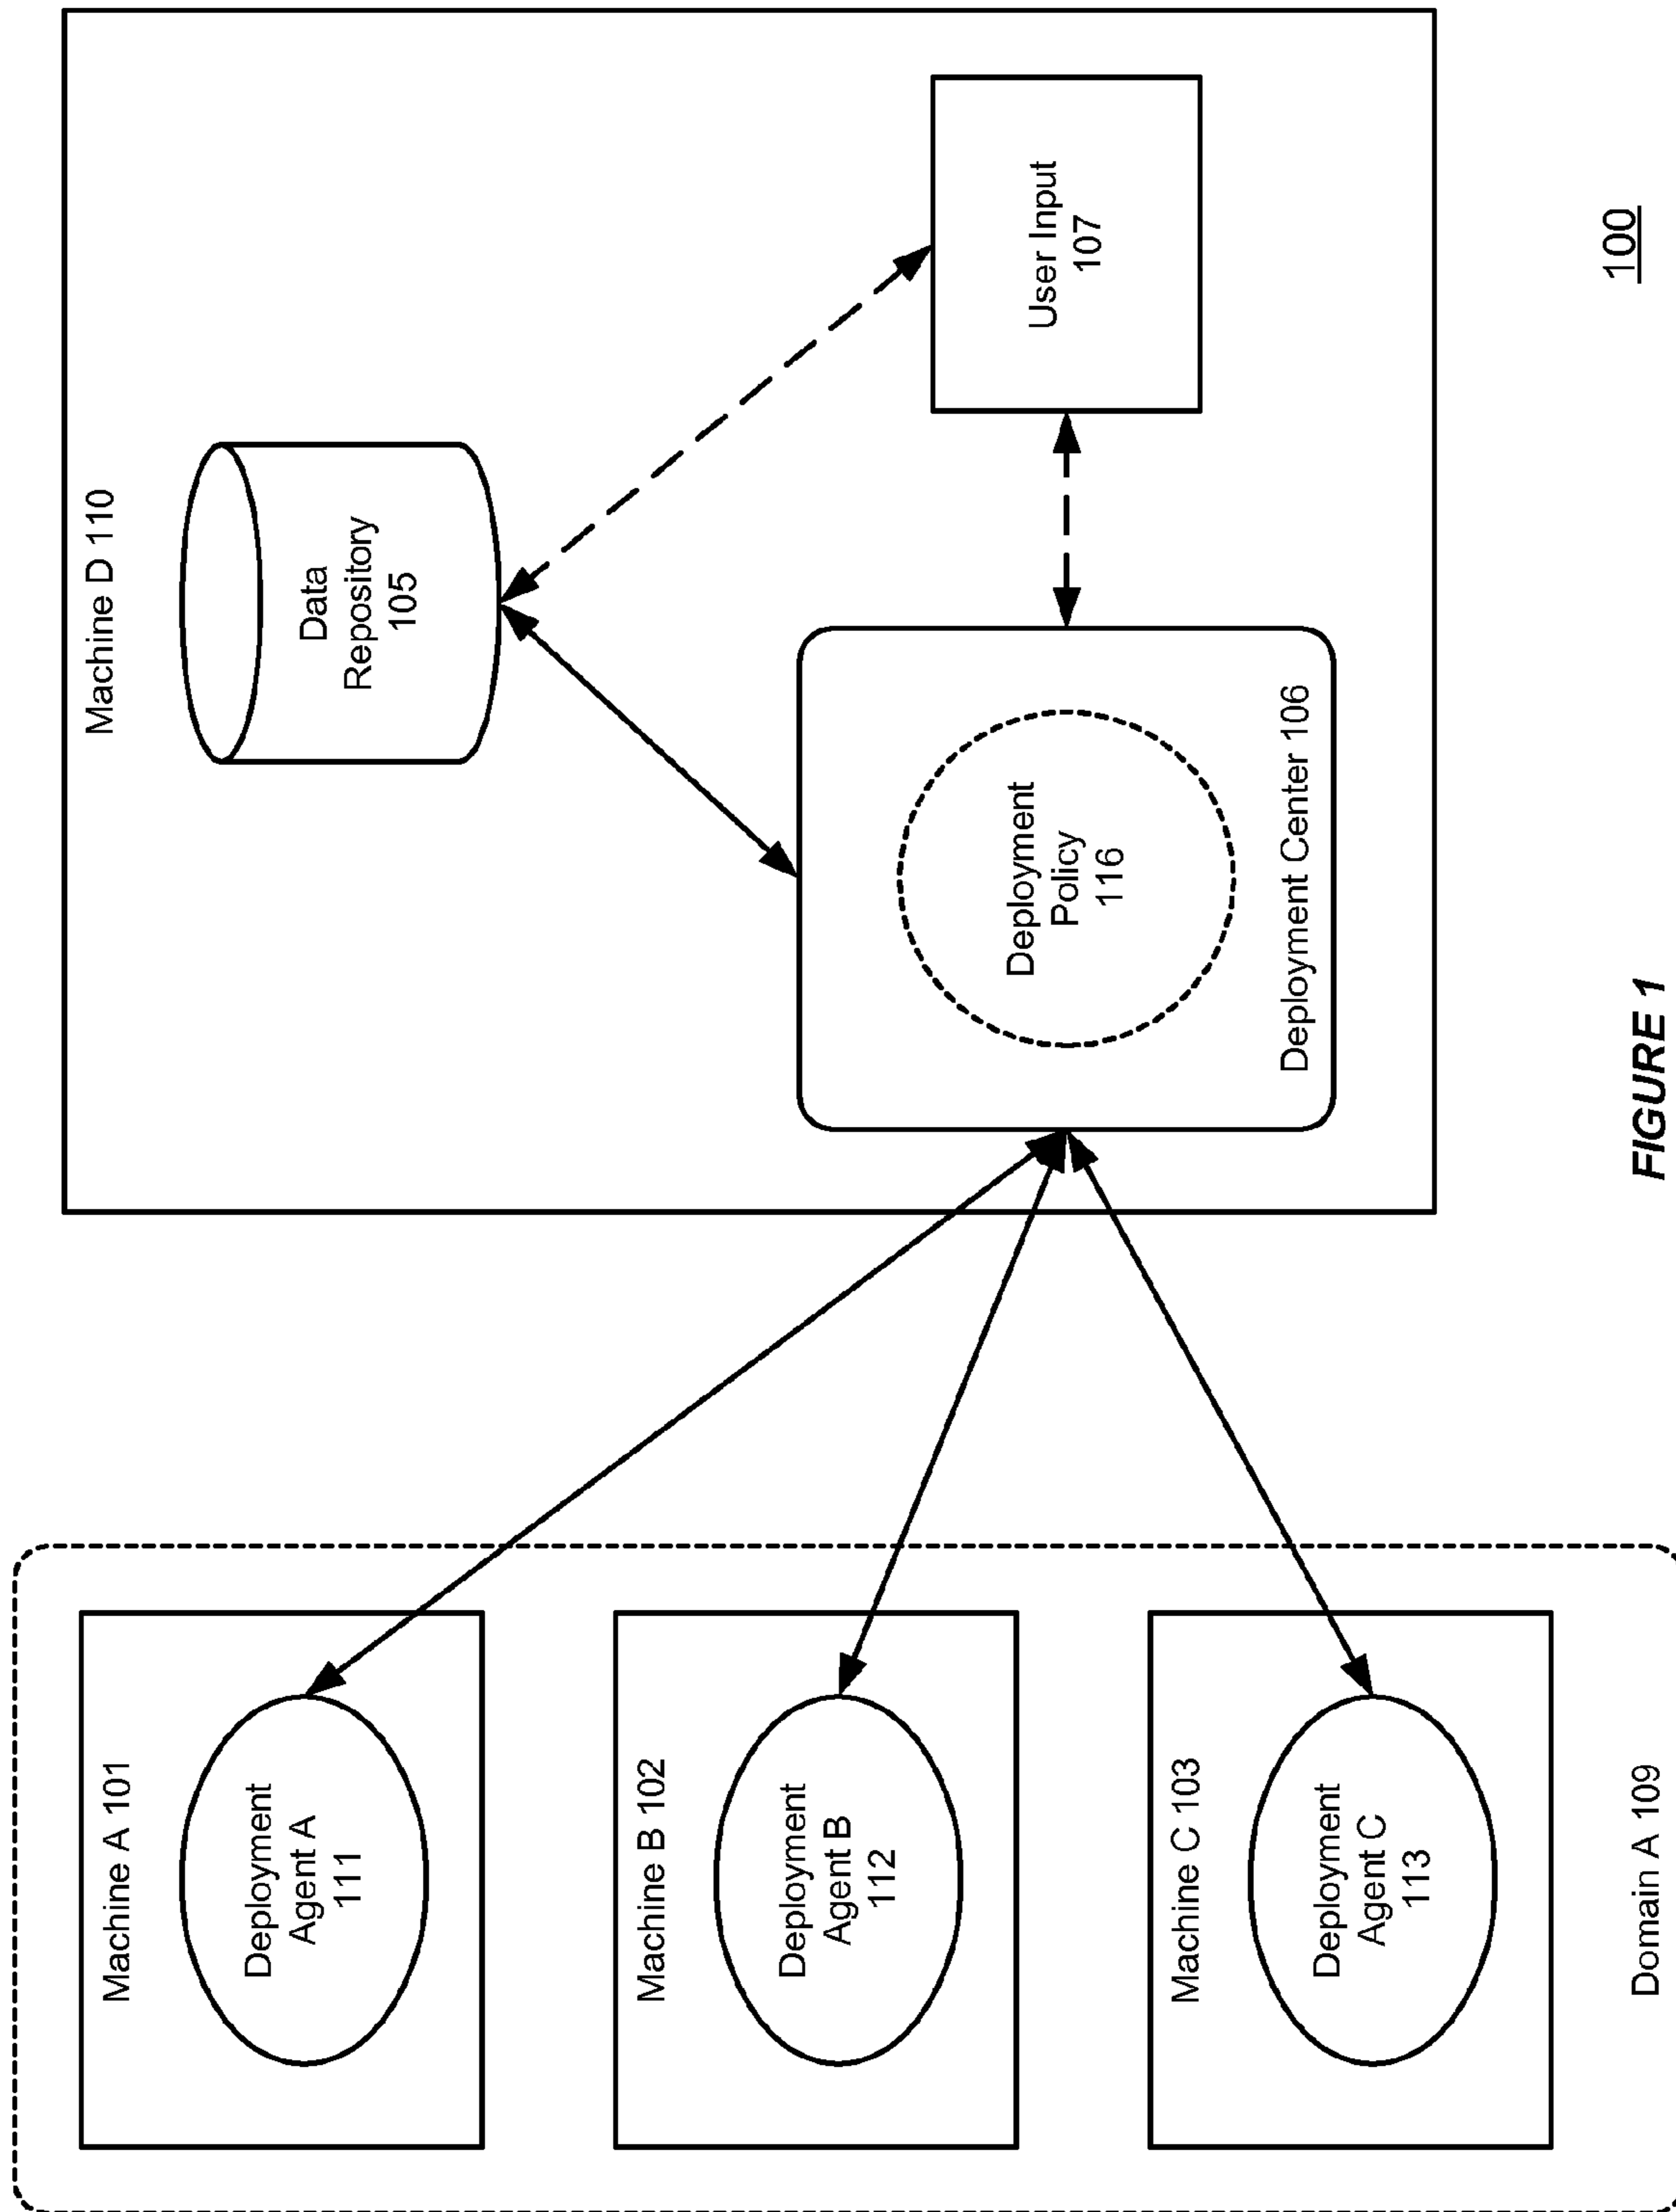 Machine A 101
Deployment
Agent A
111
Machine B 102
Deployment
Agent B
112
Machine C 103
Deployment
Agent C
113
Domain A 109
Machine D 110
Data
Repository
105
Deployment
Policy
116
Deployment Center 106
User Input
107
100
FIGURE 1